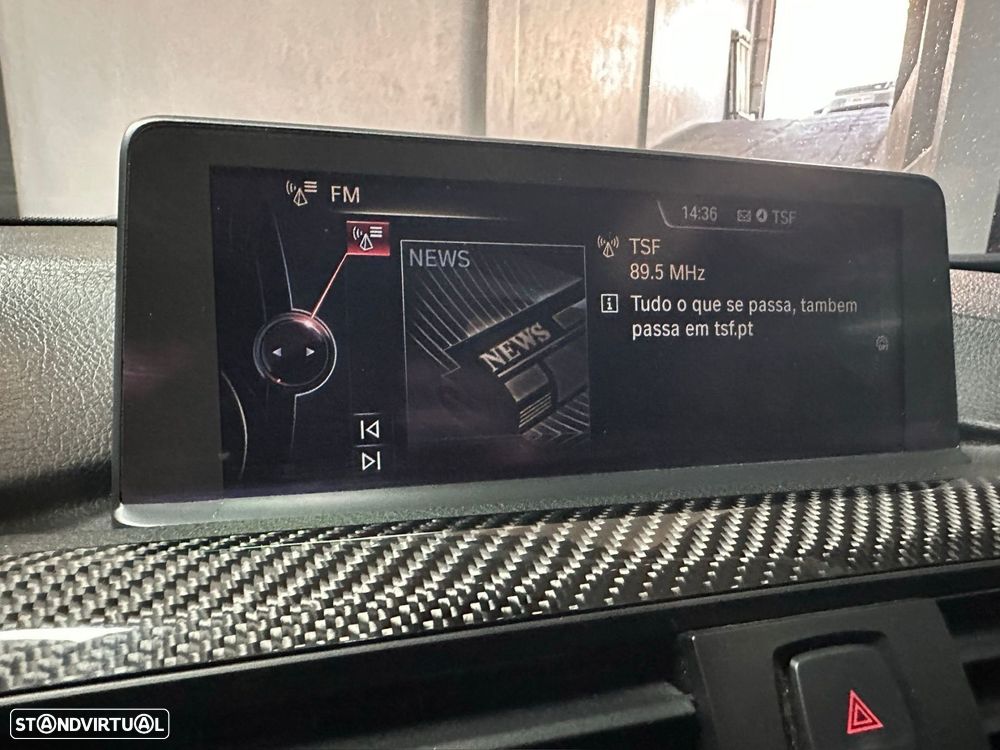 FM
14:36 TSF
NEWS
NEWS
TSF
89.5 MHz
Tudo o que se passa, tambem
passa em tsf.pt
STANDVIRTUAL